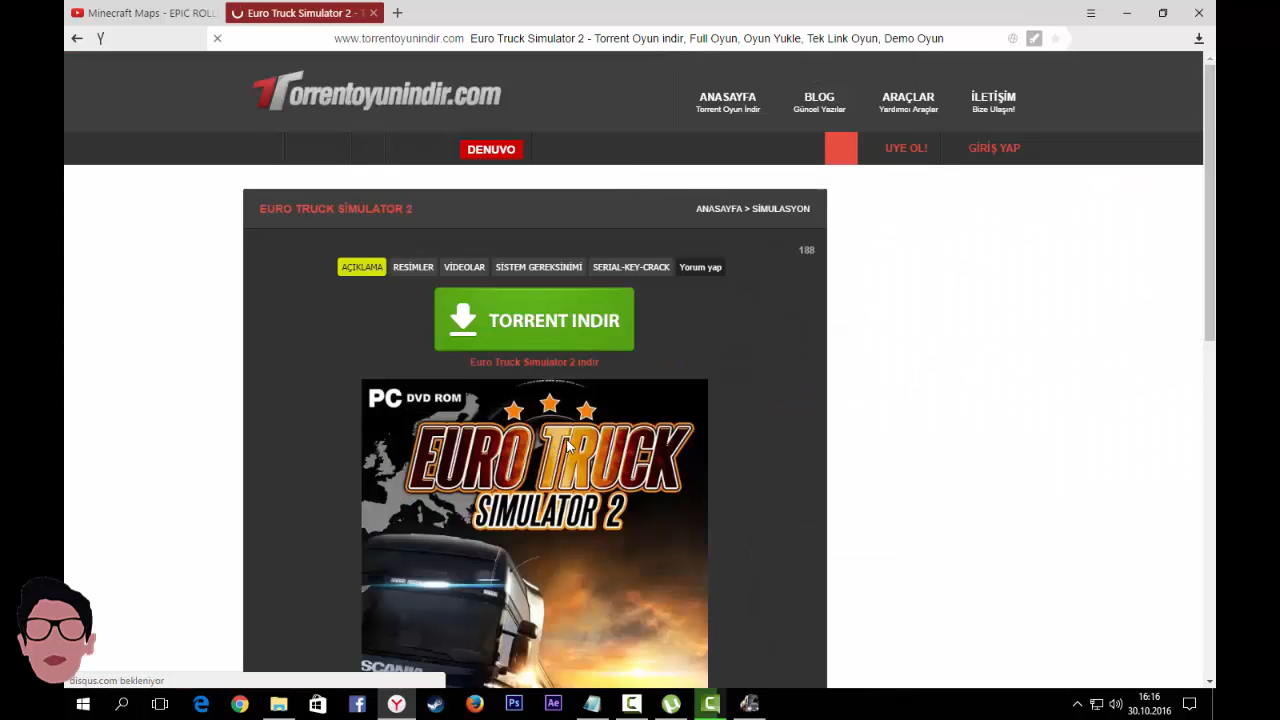 Minecraft Maps - EPIC ROLL
Euro Truck Simulator 2 - T
www.torrentoyunindir.com Euro Truck Simulator 2 - Torrent Oyun indir, Full Oyun, Oyun Yukle, Tek Link Oyun, Demo Oyun
Torrentoyunindir.com
ANASAYFA BLOG ARAÇLAR İLETİŞİM
Torrent Oyun İndir Güncel Yazılar Yardımcı Araçlar Bize Ulaşın!
DENUVO UYE OL! GİRİŞ YAP
EURO TRUCK SİMULATOR 2 ANASAYFA > SİMULASYON
188
AÇIKLAMA RESİMLER VİDEOLAR SISTEM GEREKSİNİMİ SERIAL-KEY-CRACK Yorum yap
TORRENT INDIR
Euro Truck Simulator 2 indir
PC DVD ROM
EURO TRUCK
SIMULATOR 2
SCANIA
disqus.com bekleniyor
16:16
30.10.2016